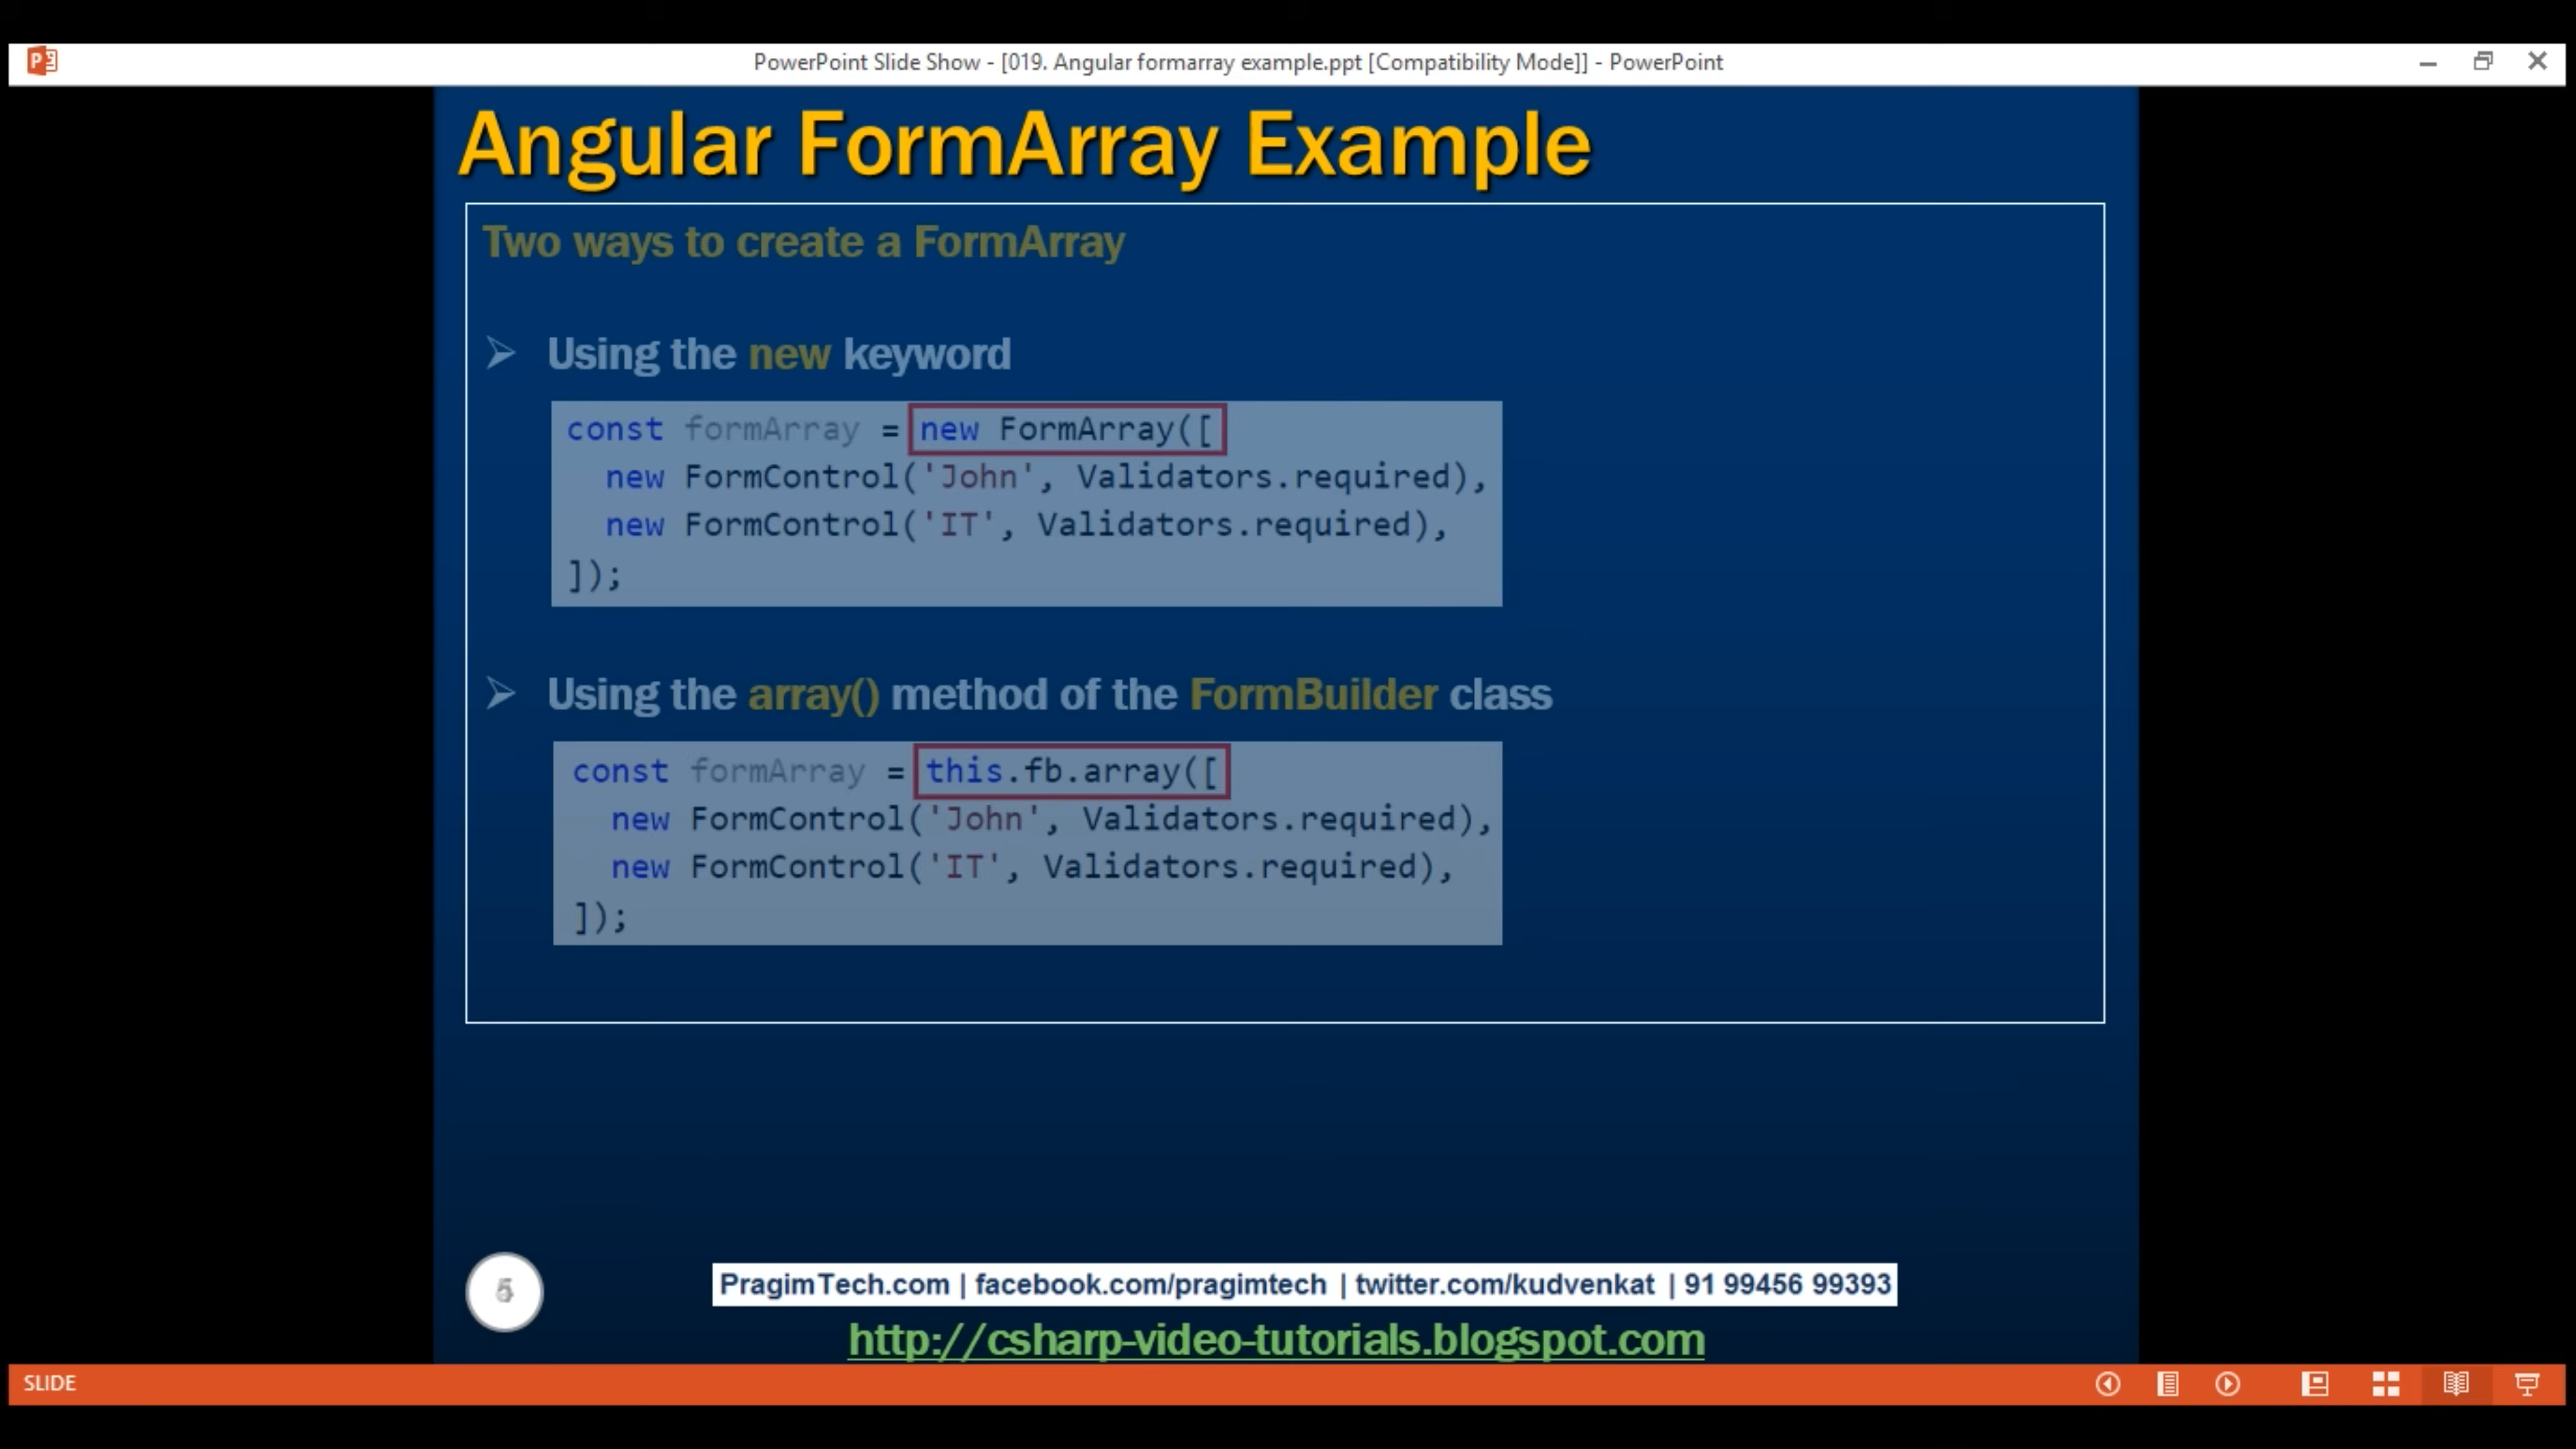 PowerPoint Slide Show - [019. Angular formarray example.ppt [Compatibility Mode]] - PowerPoint
Angular FormArray Example
Two ways to create a FormArray
Using the new keyword
const formArray = new FormArray([
new FormControl('John', Validators.required),
new FormControl('IT', Validators.required),
]);
Using the array() method of the FormBuilder class
const formArray = this.fb.array([
new FormControl('John', Validators.required),
new FormControl('IT', Validators.required),
]);
PragimTech.com | facebook.com/pragimtech | twitter.com/kudvenkat | 91 99456 99393
http://csharp-video-tutorials.blogspot.com
SLIDE